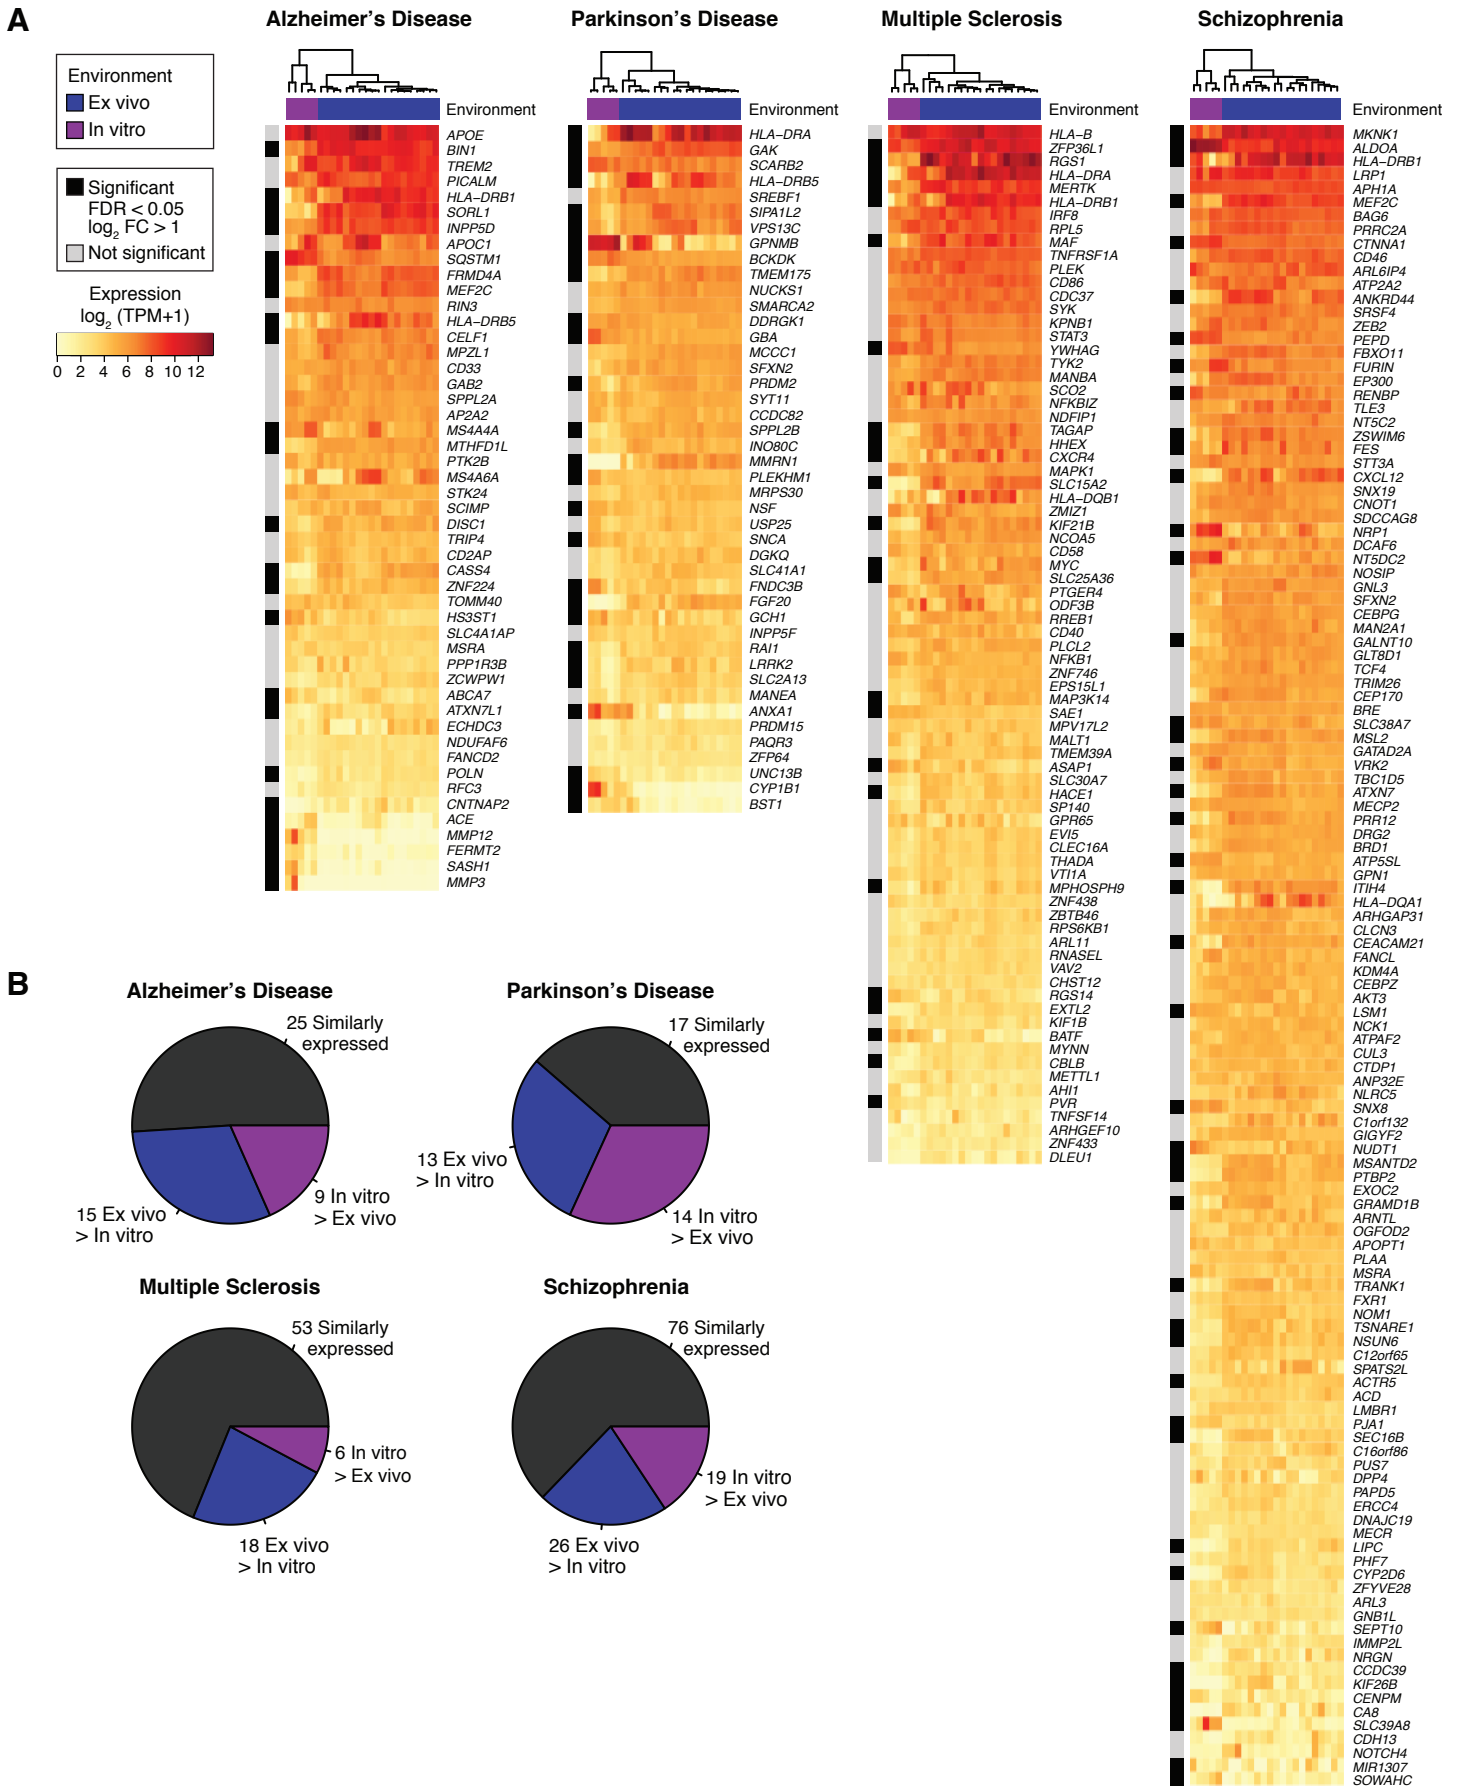 A
Alzheimer's Disease
Parkinson's Disease
Multiple Sclerosis
Schizophrenia
Environment
Ex vivo
In vitro
Significant
FDR < 0.05
log2 FC > 1
Not significant
Expression
log2 (TPM+1)
0 2 4 6 8 10 12
Environment
APOE
BIN1
TREM2
PICALM
HLA−DRB1
SORL1
INPP5D
APOC1
SQSTM1
FRMD4A
MEF2C
RIN3
HLA−DRB5
CELF1
MPZL1
CD33
GAB2
SPPL2A
AP2A2
MS4A4A
MTHFD1L
PTK2B
MS4A6A
STK24
SCIMP
DISC1
TRIP4
CD2AP
CASS4
ZNF224
TOMM40
HS3ST1
SLC4A1AP
MSRA
PPP1R3B
ZCWPW1
ABCA7
ATXN7L1
ECHDC3
NDUFAF6
FANCD2
POLN
RFC3
CNTNAP2
ACE
MMP12
FERMT2
SASH1
MMP3
Environment
HLA−DRA
GAK
SCARB2
HLA−DRB5
SREBF1
SIPA1L2
VPS13C
GPNMB
BCKDK
TMEM175
NUCKS1
SMARCA2
DDRGK1
GBA
MCCC1
SFXN2
PRDM2
SYT11
CCDC82
SPPL2B
INO80C
MMRN1
PLEKHM1
MRPS30
NSF
USP25
SNCA
DGKQ
SLC41A1
FNDC3B
FGF20
GCH1
INPP5F
RAI1
LRRK2
SLC2A13
MANEA
ANXA1
PRDM15
PAQR3
ZFP64
UNC13B
CYP1B1
BST1
Environment
HLA−B
ZFP36L1
RGS1
HLA−DRA
MERTK
HLA−DRB1
IRF8
RPL5
MAF
TNFRSF1A
PLEK
CD86
CDC37
SYK
KPNB1
STAT3
YWHAG
TYK2
MANBA
SCO2
NFKBIZ
NDFIP1
TAGAP
HHEX
CXCR4
MAPK1
SLC15A2
HLA−DQB1
ZMIZ1
KIF21B
NCOA5
CD58
MYC
SLC25A36
PTGER4
ODF3B
RREB1
CD40
PLCL2
NFKB1
ZNF746
EPS15L1
MAP3K14
SAE1
MPV17L2
MALT1
TMEM39A
ASAP1
SLC30A7
HACE1
SP140
GPR65
EVI5
CLEC16A
THADA
VTI1A
MPHOSPH9
ZNF438
ZBTB46
RPS6KB1
ARL11
RNASEL
VAV2
CHST12
RGS14
EXTL2
KIF1B
BATF
MYNN
CBLB
METTL1
AHI1
PVR
TNFSF14
ARHGEF10
ZNF433
DLEU1
Environment
MKNK1
ALDOA
HLA−DRB1
LRP1
APH1A
MEF2C
BAG6
PRRC2A
CTNNA1
CD46
ARL6IP4
ATP2A2
ANKRD44
SRSF4
ZEB2
PEPD
FBXO11
FURIN
EP300
RENBP
TLE3
NT5C2
ZSWIM6
FES
STT3A
CXCL12
SNX19
CNOT1
SDCCAG8
NRP1
DCAF6
NT5DC2
NOSIP
GNL3
SFXN2
CEBPG
MAN2A1
GALNT10
GLT8D1
TCF4
TRIM26
CEP170
BRE
SLC38A7
MSL2
GATAD2A
VRK2
TBC1D5
ATXN7
MECP2
PRR12
DRG2
BRD1
ATP5SL
GPN1
ITIH4
HLA−DQA1
ARHGAP31
CLCN3
CEACAM21
FANCL
KDM4A
CEBPZ
AKT3
LSM1
NCK1
ATPAF2
CUL3
CTDP1
ANP32E
NLRC5
SNX8
C1orf132
GIGYF2
NUDT1
MSANTD2
PTBP2
EXOC2
GRAMD1B
ARNTL
OGFOD2
APOPT1
PLAA
MSRA
TRANK1
FXR1
NOM1
TSNARE1
NSUN6
C12orf65
SPATS2L
ACTR5
ACD
LMBR1
PJA1
SEC16B
C16orf86
PUS7
DPP4
PAPD5
ERCC4
DNAJC19
MECR
LIPC
PHF7
CYP2D6
ZFYVE28
ARL3
GNB1L
SEPT10
IMMP2L
NRGN
CCDC39
KIF26B
CENPM
CA8
SLC39A8
CDH13
NOTCH4
MIR1307
SOWAHC
B
Alzheimer's Disease
25 Similarly
expressed
15 Ex vivo
> In vitro
9 In vitro
> Ex vivo
Parkinson's Disease
17 Similarly
expressed
13 Ex vivo
> In vitro
14 In vitro
> Ex vivo
Multiple Sclerosis
53 Similarly
expressed
6 In vitro
> Ex vivo
18 Ex vivo
> In vitro
Schizophrenia
76 Similarly
expressed
19 In vitro
> Ex vivo
26 Ex vivo
> In vitro